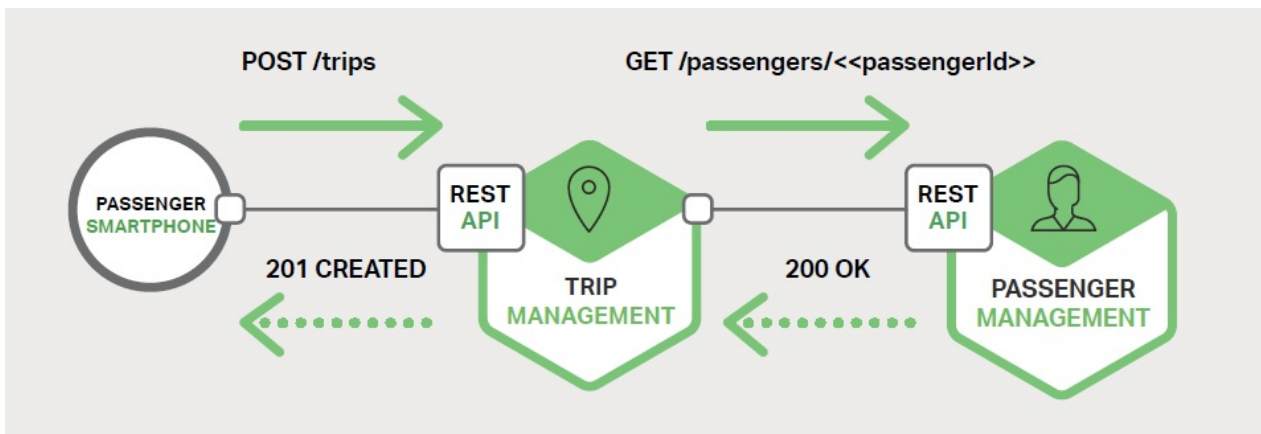 POST /trips
GET /passengers/<<passengerId>>
PASSENGER
SMARTPHONE
REST
API
REST
API
201 CREATED
200 OK
TRIP
MANAGEMENT
PASSENGER
MANAGEMENT